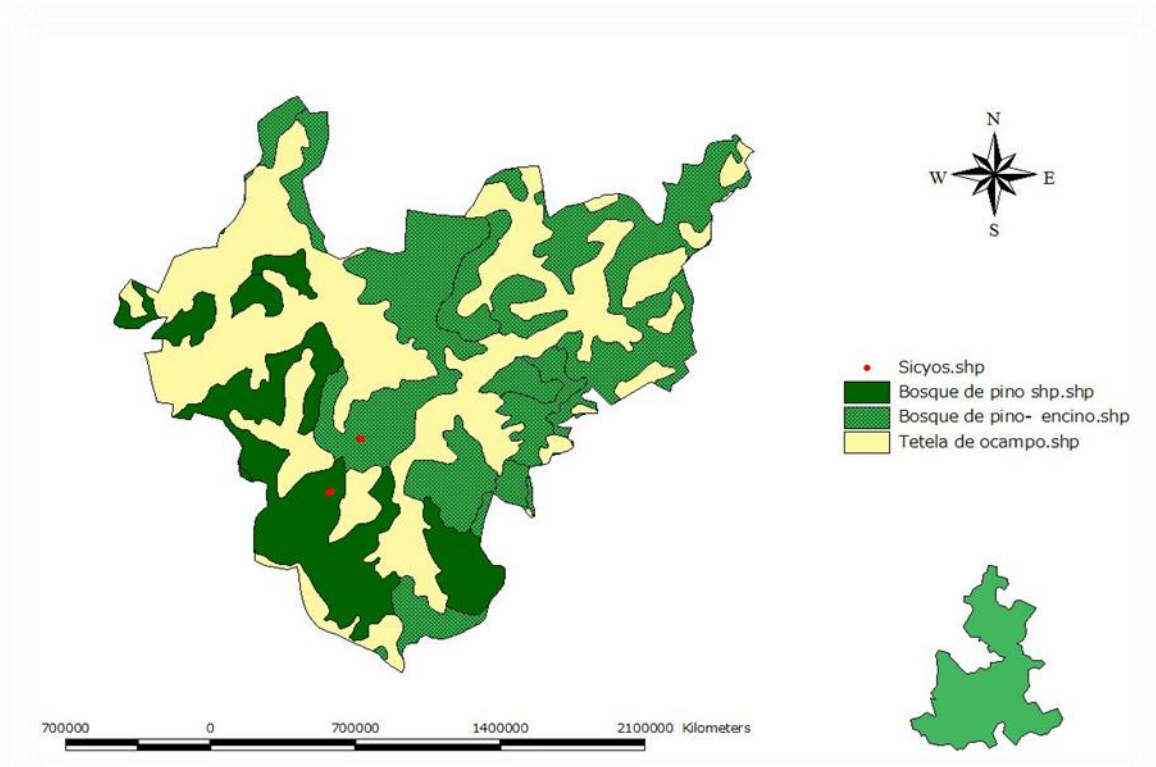 N
W E
S
Sicyos.shp
Bosque de pino shp.shp
Bosque de pino- encino.shp
Tetela de ocampo.shp
700000 0 700000 1400000 2100000 Kilometers